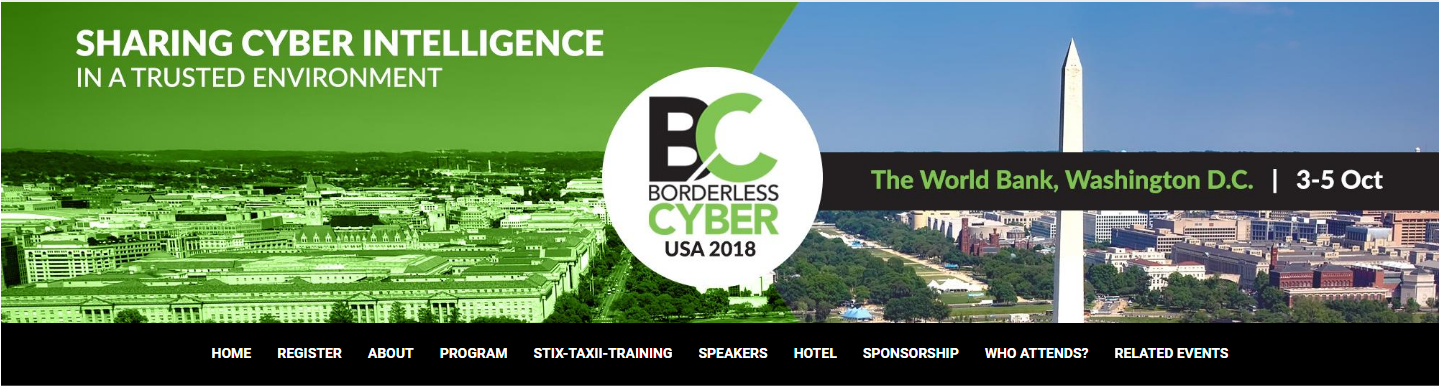 SHARING CYBER INTELLIGENCE
IN A TRUSTED ENVIRONMENT
BC
BORDERLESS
CYBER
USA 2018
The World Bank, Washington D.C. | 3-5 Oct
HOME REGISTER ABOUT PROGRAM STIX-TAXII-TRAINING SPEAKERS HOTEL SPONSORSHIP WHO ATTENDS? RELATED EVENTS